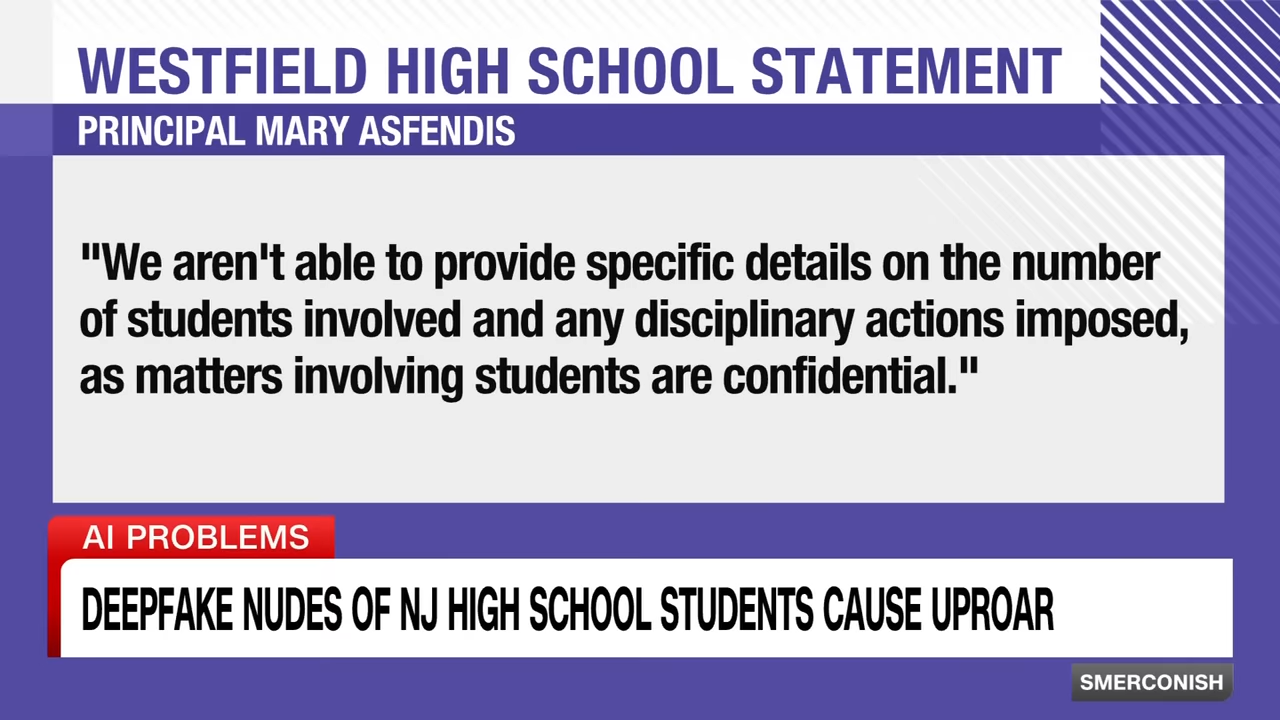 WESTFIELD HIGH SCHOOL STATEMENT
PRINCIPAL MARY ASFENDIS
"We aren't able to provide specific details on the number
of students involved and any disciplinary actions imposed,
as matters involving students are confidential."
AI PROBLEMS
DEEPFAKE NUDES OF NJ HIGH SCHOOL STUDENTS CAUSE UPROAR
SMERCONISH